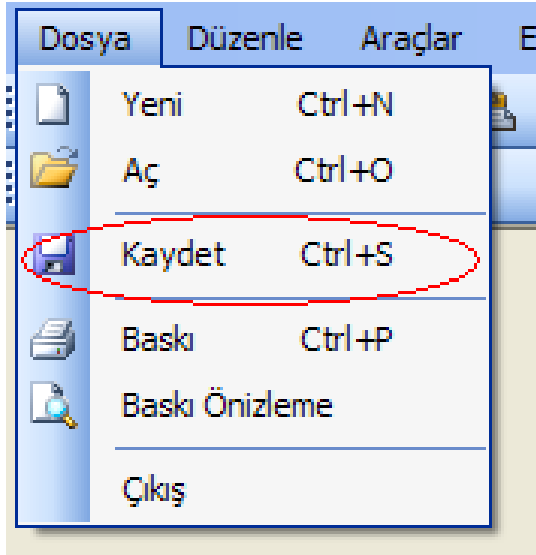 Dosya Düzenle Araçlar E
Yeni Ctrl+N
Aç Ctrl+O
Kaydet Ctrl+S
Baskı Ctrl+P
Baskı Önizleme
Çıkış